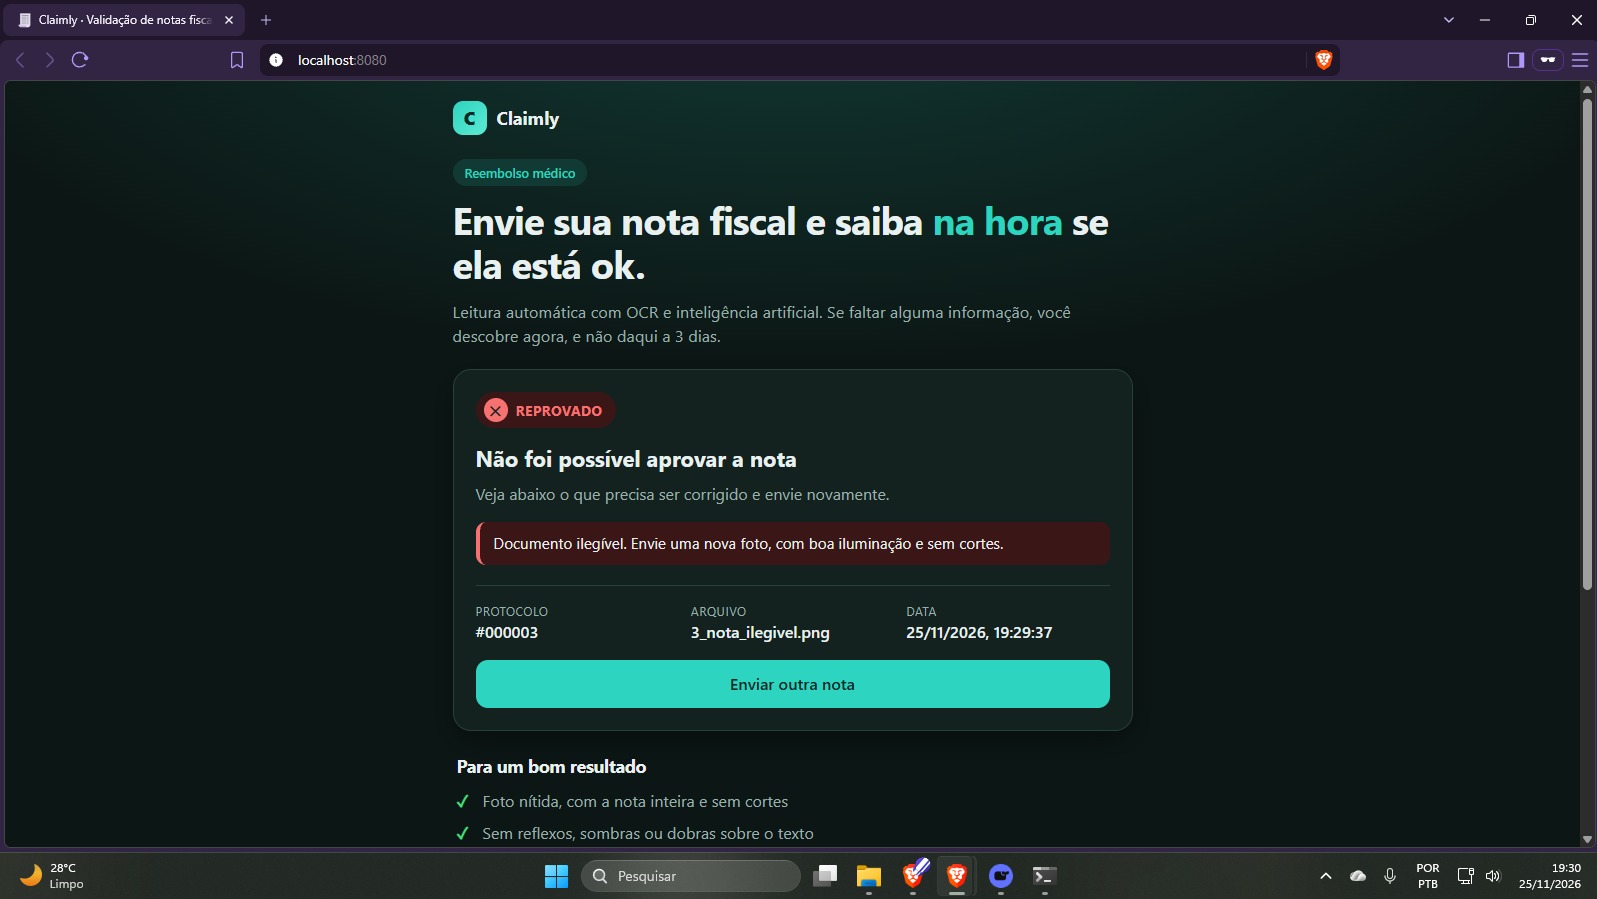 Claimly · Validação de notas fisca
localhost:8080
C Claimly
Reembolso médico
Envie sua nota fiscal e saiba na hora se
ela está ok.
Leitura automática com OCR e inteligência artificial. Se faltar alguma informação, você
descobre agora, e não daqui a 3 dias.
REPROVADO
Não foi possível aprovar a nota
Veja abaixo o que precisa ser corrigido e envie novamente.
Documento ilegível. Envie uma nova foto, com boa iluminação e sem cortes.
PROTOCOLO ARQUIVO DATA
#000003 3_nota_ilegivel.png 25/11/2026, 19:29:37
Enviar outra nota
Para um bom resultado
Foto nítida, com a nota inteira e sem cortes
Sem reflexos, sombras ou dobras sobre o texto
28°C
Limpo
Pesquisar
POR
PTB
19:30
25/11/2026